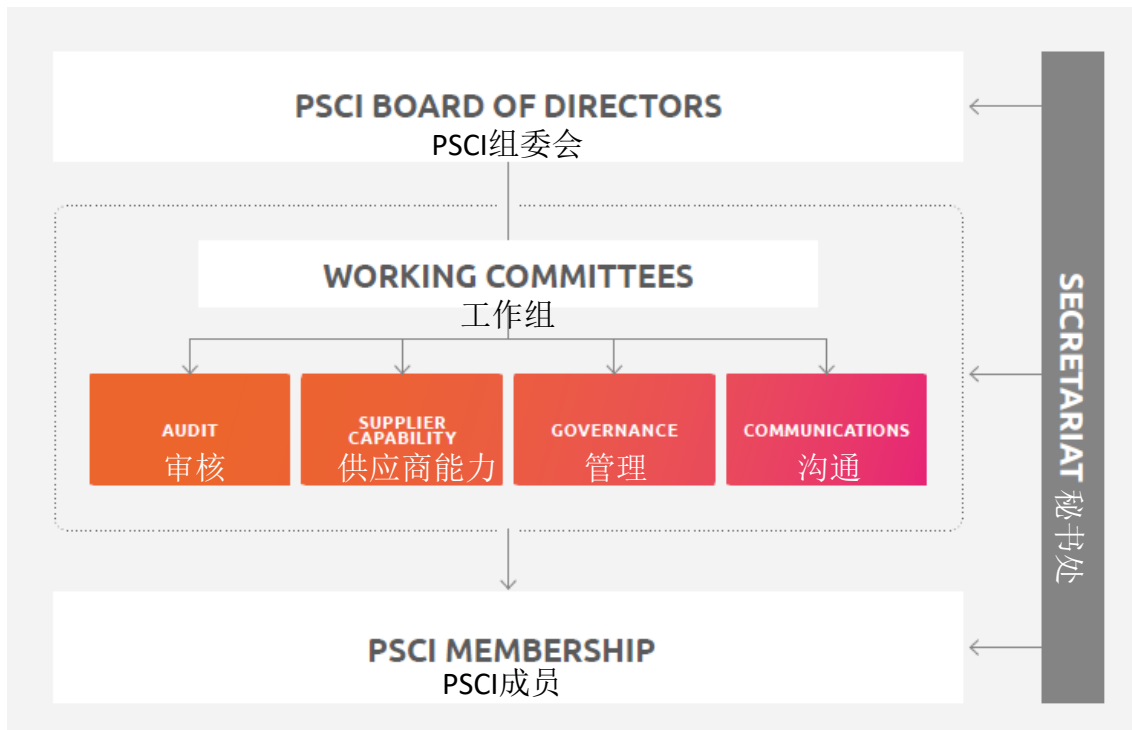 PSCI BOARD OF DIRECTORS
PSCI组委会
WORKING COMMITTEES
工作组
AUDIT
审核
SUPPLIER
CAPABILITY
供应商能力
GOVERNANCE
管理
COMMUNICATIONS
沟通
PSCI MEMBERSHIP
PSCI成员
SECRETARIAT 秘书处